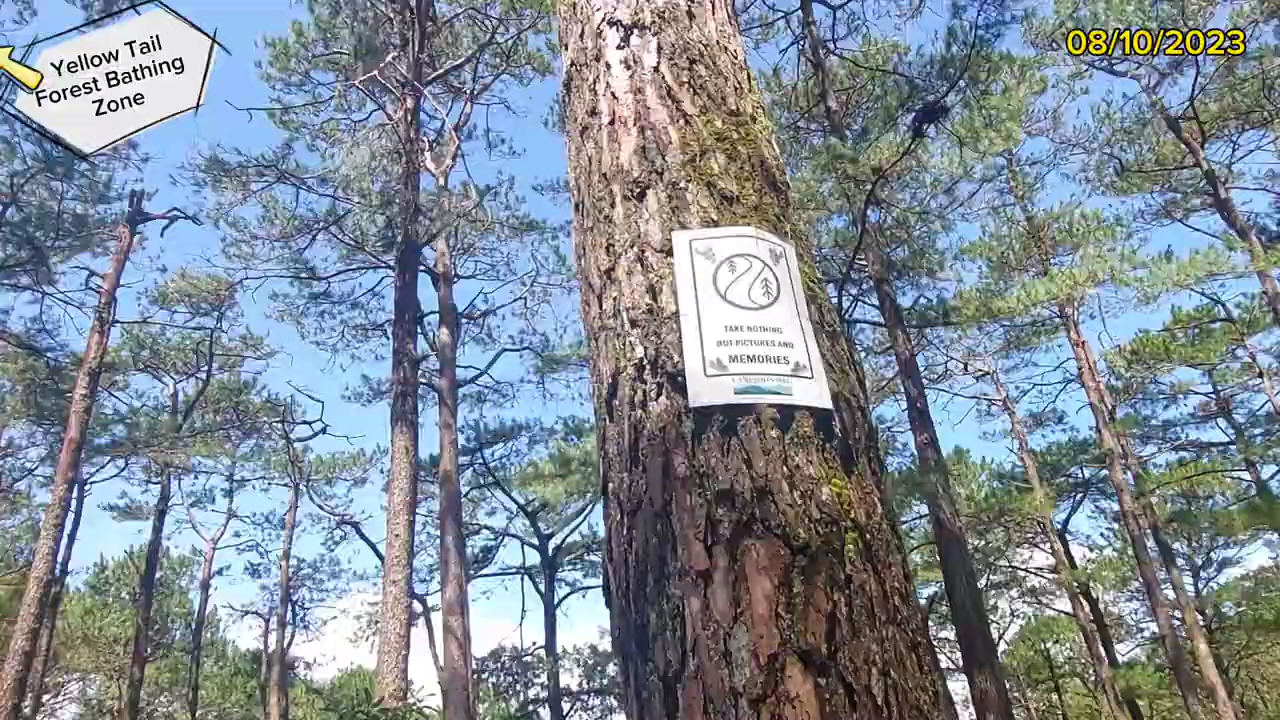 Yellow Tail
Forest Bathing
Zone
08/10/2023
TAKE NOTHING
BUT PICTURES AND
MEMORIES